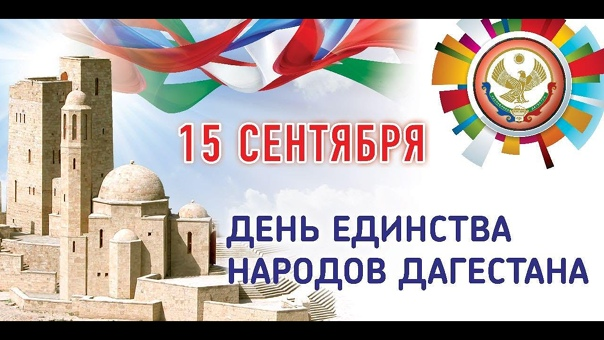 15 СЕНТЯБРЯ
ДЕНЬ ЕДИНСТВА
НАРОДОВ ДАГЕСТАНА